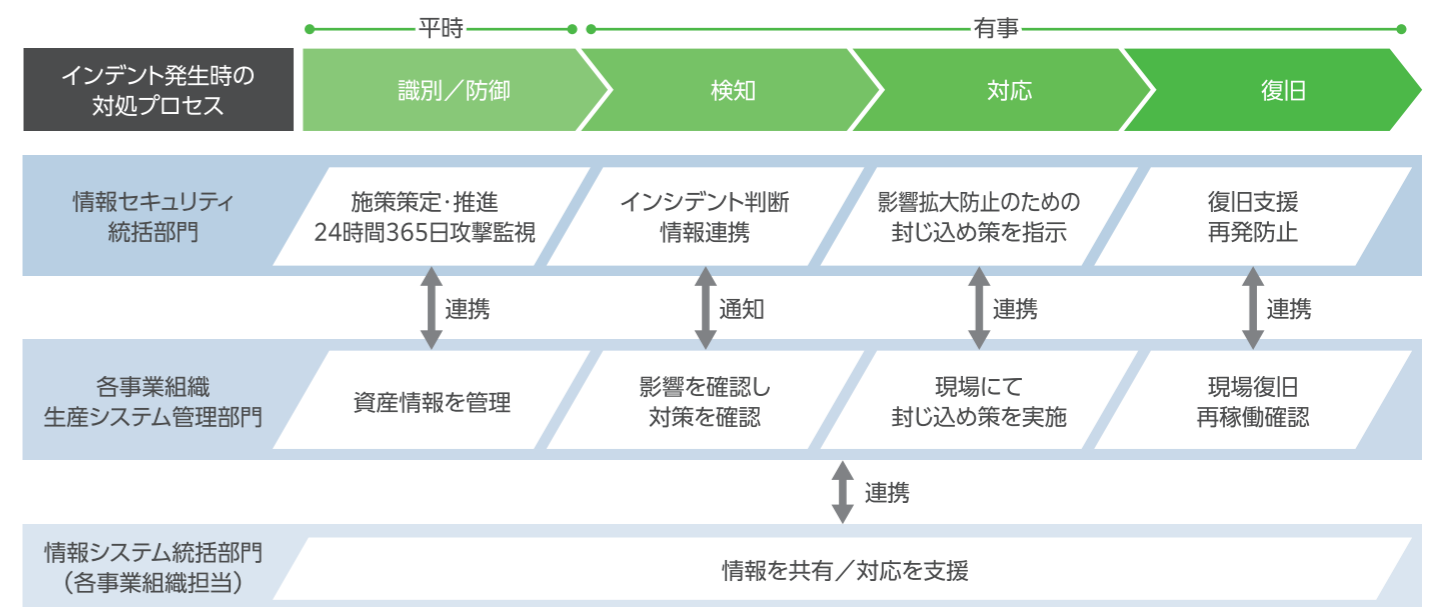 平時
有事
インデント発生時の
対処プロセス
識別／防御
検知
対応
復旧
情報セキュリティ
統括部門
施策策定・推進
24時間365日攻撃監視
インシデント判断
情報連携
影響拡大防止のための
封じ込め策を指示
復旧支援
再発防止
連携
通知
連携
連携
各事業組織
生産システム管理部門
資産情報を管理
影響を確認し
対策を確認
現場にて
封じ込め策を実施
現場復旧
再稼働確認
連携
情報システム統括部門
（各事業組織担当）
情報を共有／対応を支援